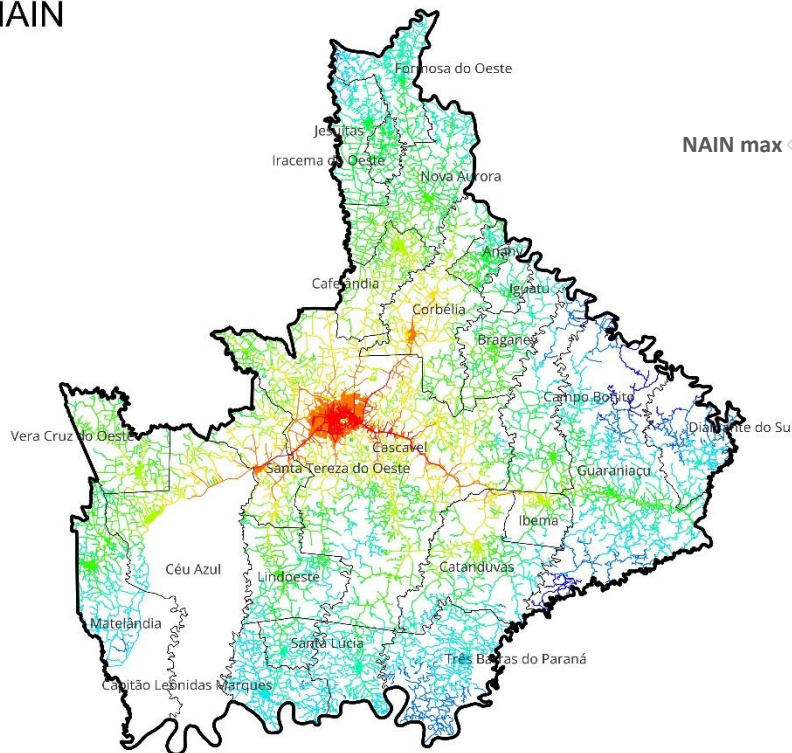 NAIN
Formosa do Oeste
NAIN max
Jesuítas
Iracema do Oeste
Nova Aurora
Anahy
Cafelândia
Iguatu
Corbélia
Braganey
Campo Bonito
Diamante do Su
Vera Cruz do Oeste
Cascavel
Santa Tereza do Oeste
Guaraniaçu
Ibema
Céu Azul
Lindoeste
Catanduvas
Matelândia
Santa Lúcia
Três Barras do Paraná
Capitão Leônidas Marques